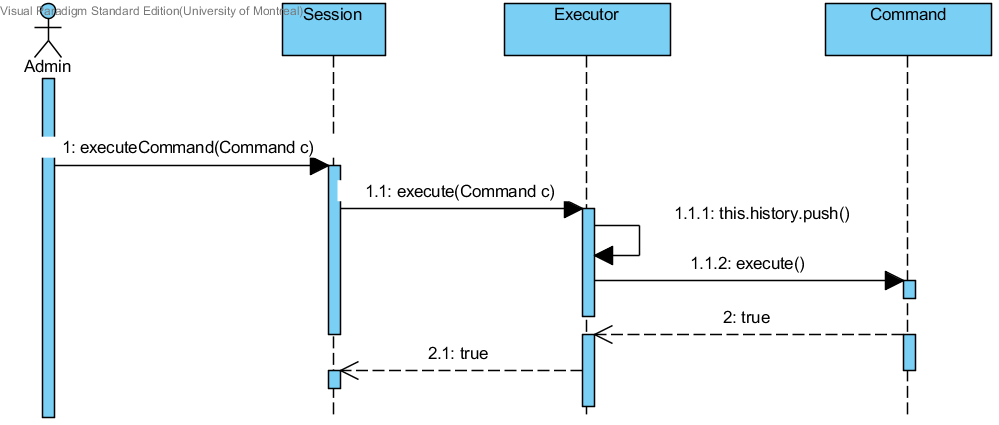 Visual Paradigm Standard Edition(University of Montreal)
Session
Executor
Command
Admin
1: executeCommand(Command c)
1.1: execute(Command c)
1.1.1: this.history.push()
1.1.2: execute()
2: true
2.1: true